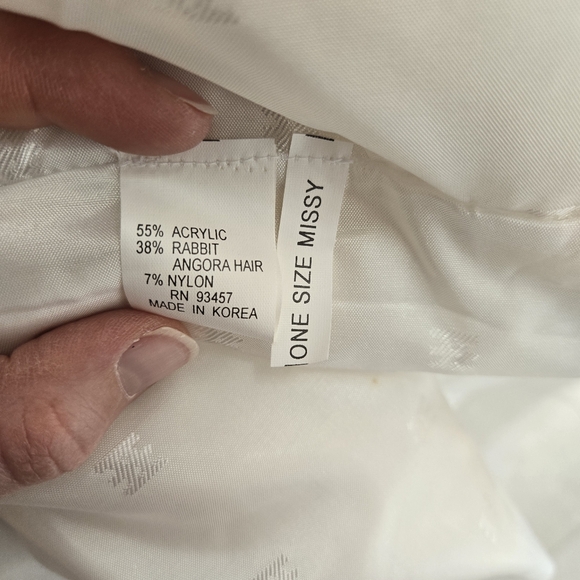 55% ACRYLIC
38% RABBIT
ANGORA HAIR
7% NYLON
RN 93457
MADE IN KOREA
ONE SIZE MISSY